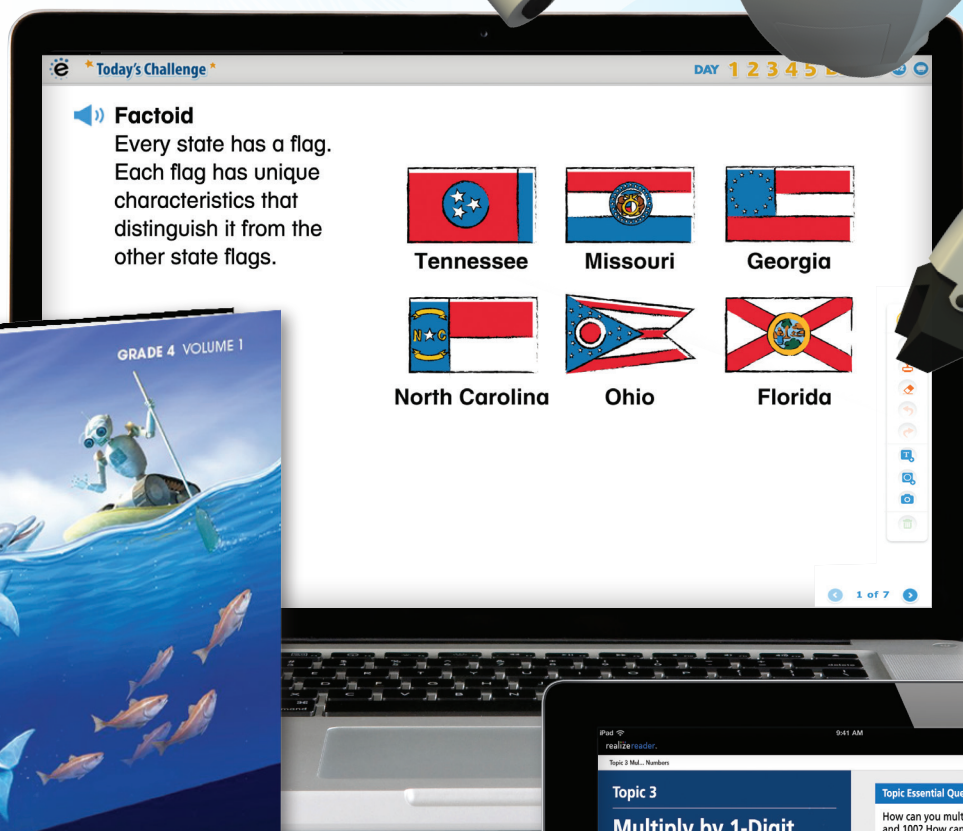 Today's Challenge
DAY 1 2 3 4 5
Factoid
Every state has a flag.
Each flag has unique
characteristics that
distinguish it from the
other state flags.
Tennessee
Missouri
Georgia
N C
North Carolina
Ohio
Florida
1 of 7
GRADE 4 VOLUME 1
iPad
9:41 AM
realizereader.
Topic 3 Mul... Numbers
Topic 3
Multiply by 1-Digit
Topic Essential Que
How can you mult
and 100? How can